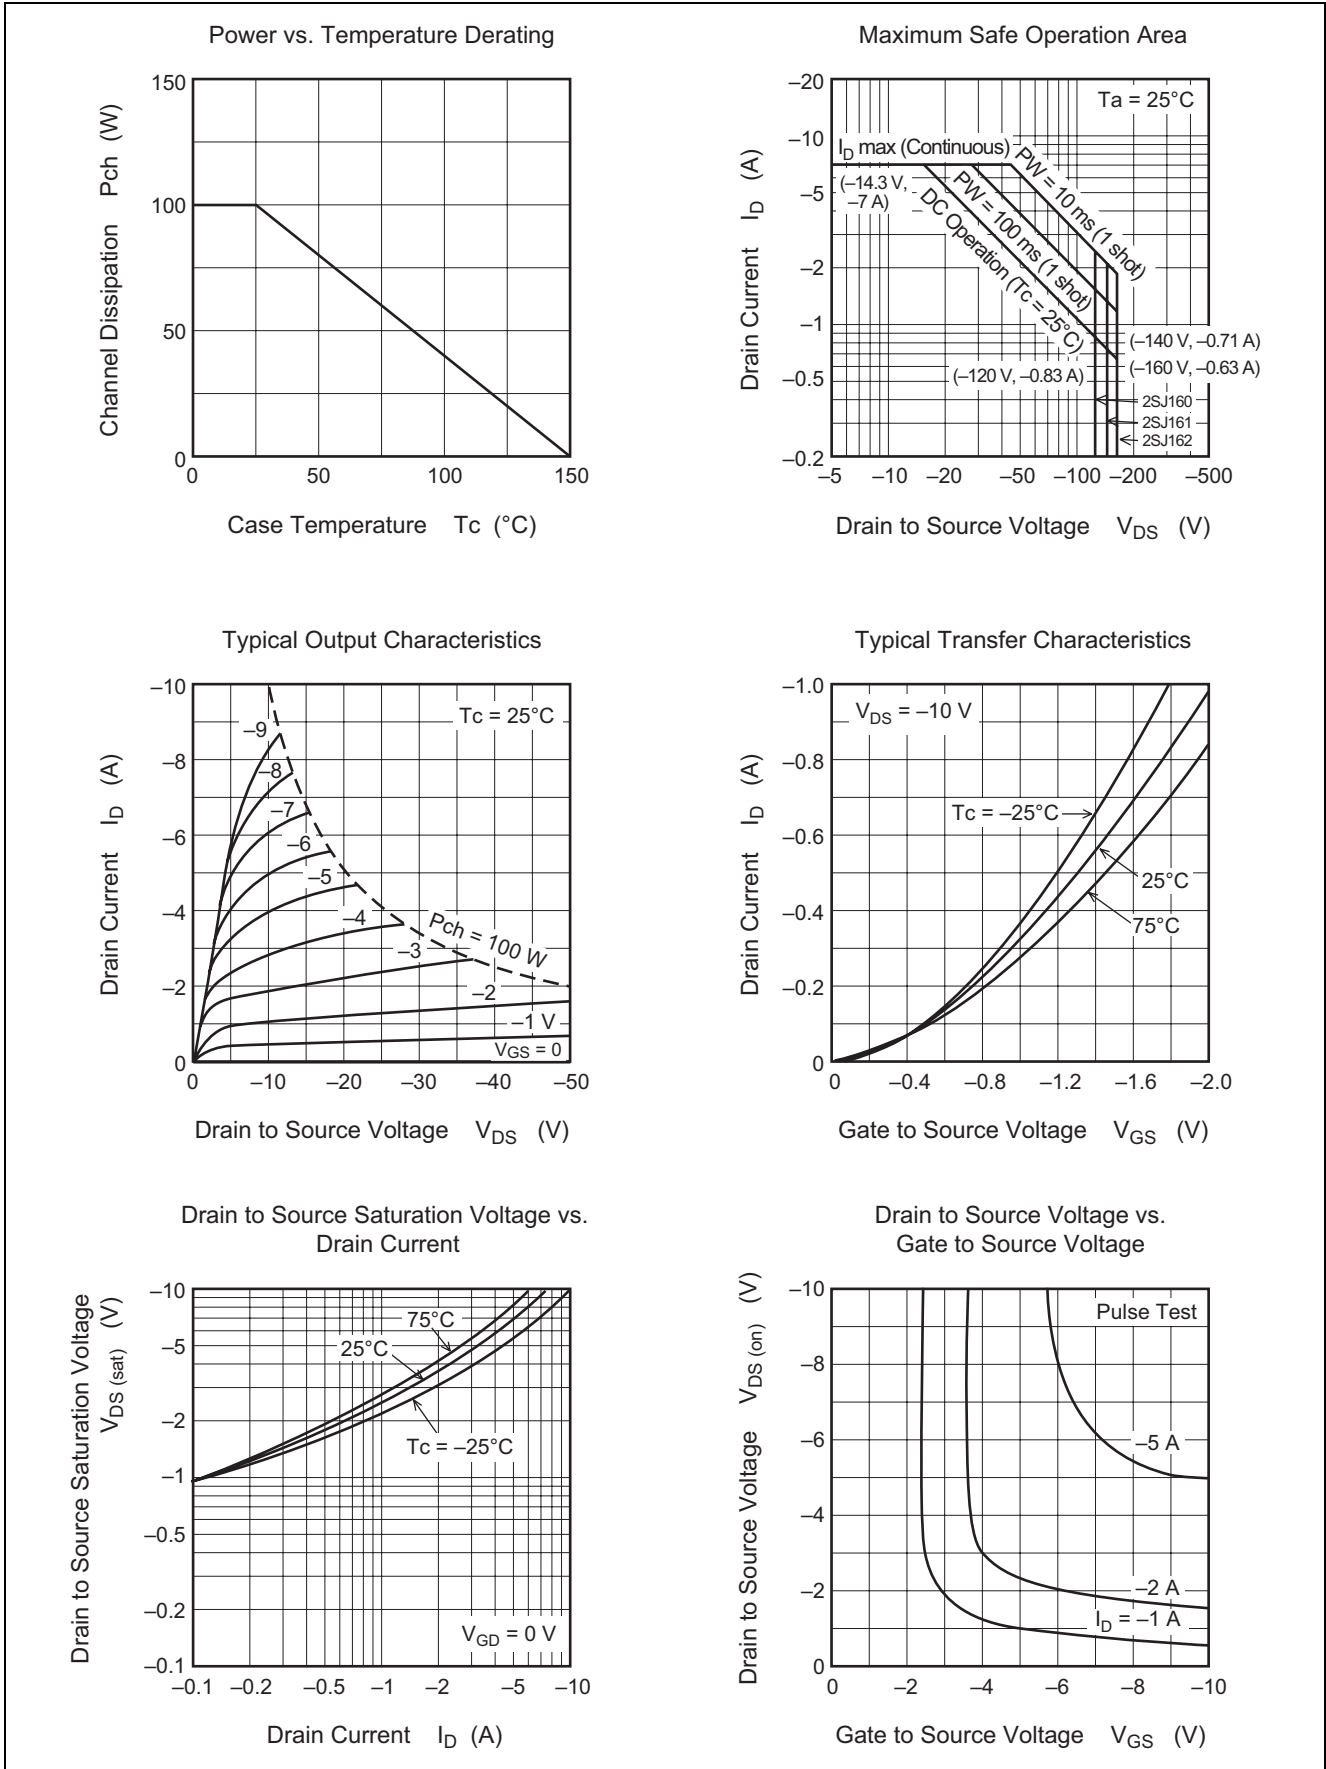 Power vs. Temperature Derating
150
100
50
0
0 50 100 150
Channel Dissipation Pch (W)
Case Temperature Tc (°C)
Maximum Safe Operation Area
Ta = 25°C
–20
–10
–5
–2
–1
–0.5
–0.2
–5 –10 –20 –50 –100 –200 –500
Drain Current ID (A)
ID max (Continuous)
(–14.3 V,
–7 A)
PW = 10 ms (1 shot)
PW = 100 ms (1 shot)
DC Operation (Tc = 25°C)
(–140 V, –0.71 A)
(–160 V, –0.63 A)
(–120 V, –0.83 A)
2SJ160
2SJ161
2SJ162
Drain to Source Voltage VDS (V)
Typical Output Characteristics
Tc = 25°C
–10
–8
–6
–4
–2
0
0 –10 –20 –30 –40 –50
Drain Current ID (A)
–9
–8
–7
–6
–5
–4
–3
–2
–1 V
VGS = 0
Pch = 100 W
Drain to Source Voltage VDS (V)
Typical Transfer Characteristics
VDS = –10 V
–1.0
–0.8
–0.6
–0.4
–0.2
0
0 –0.4 –0.8 –1.2 –1.6 –2.0
Drain Current ID (A)
Tc = –25°C
25°C
75°C
Gate to Source Voltage VGS (V)
Drain to Source Saturation Voltage vs.
Drain Current
–10
–5
–2
–1
–0.5
–0.2
–0.1
–0.1 –0.2 –0.5 –1 –2 –5 –10
Drain to Source Saturation Voltage
VDS (sat) (V)
75°C
25°C
Tc = –25°C
VGD = 0 V
Drain Current ID (A)
Drain to Source Voltage vs.
Gate to Source Voltage
Pulse Test
–10
–8
–6
–4
–2
0
0 –2 –4 –6 –8 –10
Drain to Source Voltage VDS (on) (V)
–5 A
–2 A
ID = –1 A
Gate to Source Voltage VGS (V)